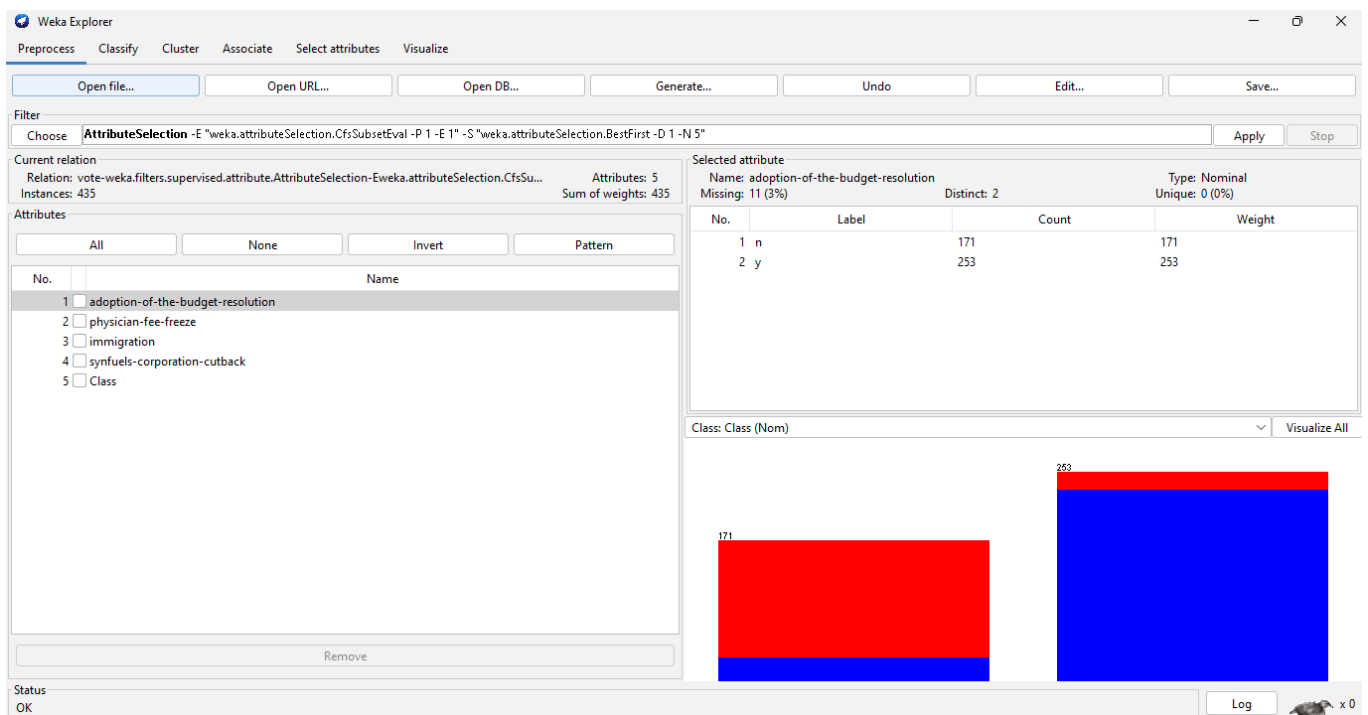 Weka Explorer
Preprocess Classify Cluster Associate Select attributes Visualize
Open file... Open URL... Open DB... Generate... Undo Edit... Save...
Filter
Choose AttributeSelection -E "weka.attributeSelection.CfsSubsetEval -P 1 -E 1" -S "weka.attributeSelection.BestFirst -D 1 -N 5" Apply Stop
Current relation
Relation: vote-weka.filters.supervised.attribute.AttributeSelection-Eweka.attributeSelection.CfsSu... Attributes: 5
Instances: 435 Sum of weights: 435
Attributes
All None Invert Pattern
No. Name
1 adoption-of-the-budget-resolution
2 physician-fee-freeze
3 immigration
4 synfuels-corporation-cutback
5 Class
Remove
Selected attribute
Name: adoption-of-the-budget-resolution Type: Nominal
Missing: 11 (3%) Distinct: 2 Unique: 0 (0%)
No. Label Count Weight
1 n 171 171
2 y 253 253
Class: Class (Nom) Visualize All
253
171
Status
OK Log x 0